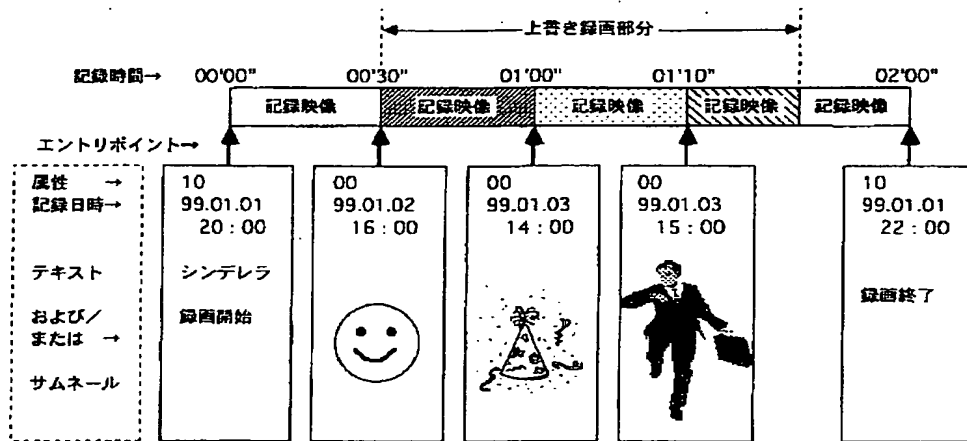 上書き録画部分
記録時間→ 00'00" 00'30" 01'00" 01'10" 02'00"
記録映像 記録映像 記録映像 記録映像 記録映像
エントリポイント→
属性 → 10 00 00 00 10
記録日時→ 99.01.01 99.01.02 99.01.03 99.01.03 99.01.01
20:00 16:00 14:00 15:00 22:00
テキスト シンデレラ
録画終了
および/ 録画開始
または →
サムネール